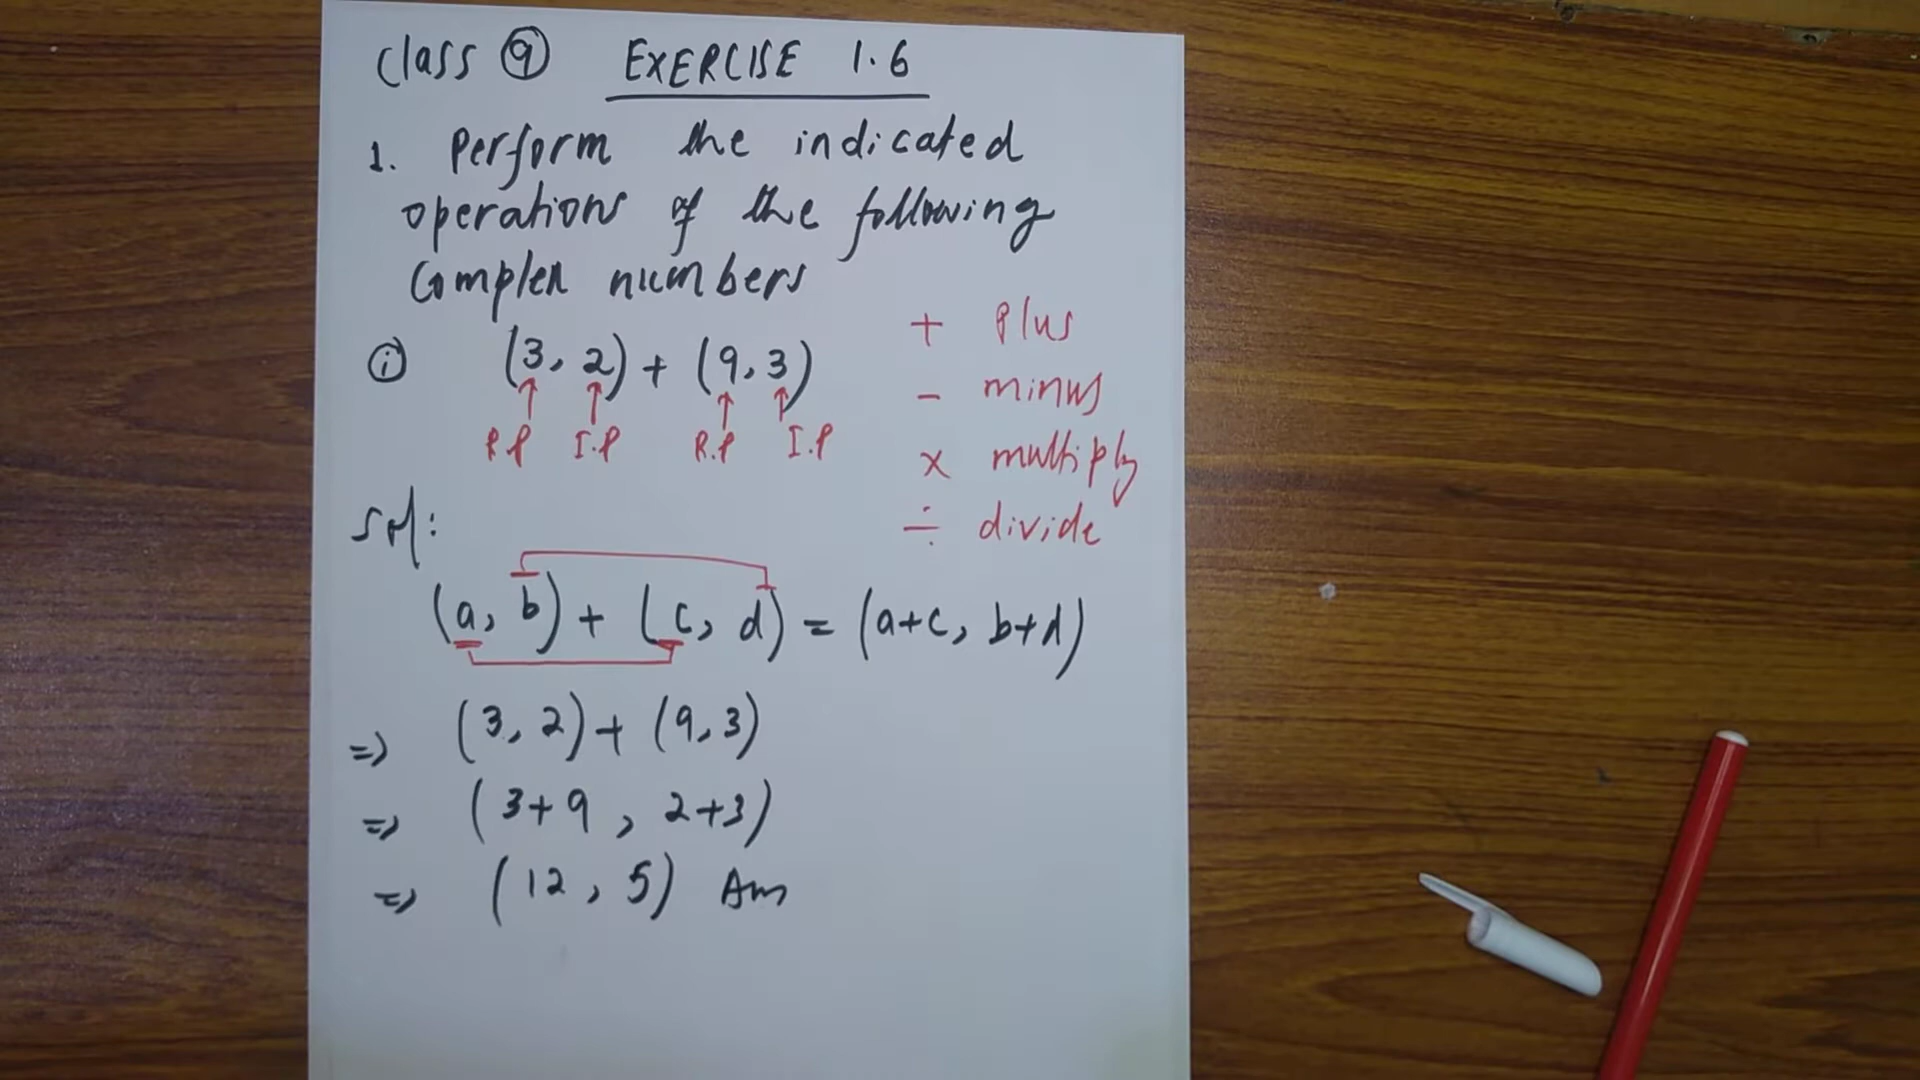 Class 9 EXERCISE 1.6
1. Perform the indicated
operations of the following
Complex numbers
(i) (3, 2) + (9, 3)
R.P I.P R.P I.P
+ Plus
- minus
× multiply
÷ divide
Sol:
(a, b) + (c, d) = (a+c, b+d)
=> (3, 2) + (9, 3)
=> (3+9, 2+3)
=> (12, 5) Ans